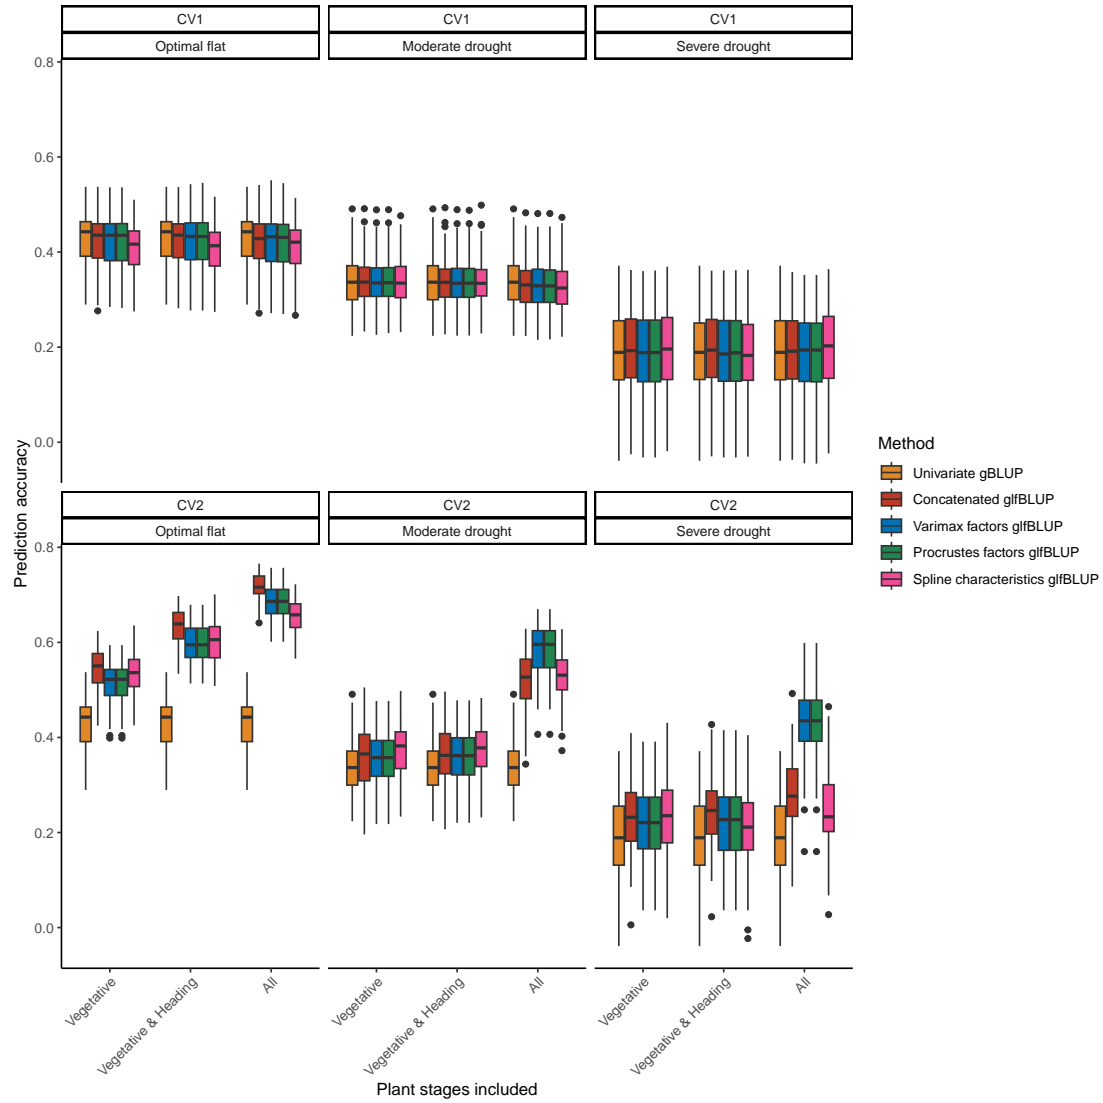 CV1
CV1
CV1
Optimal flat
Moderate drought
Severe drought
0.8
0.6
0.4
0.2
0.0
CV2
CV2
CV2
Optimal flat
Moderate drought
Severe drought
0.8
0.6
0.4
0.2
0.0
Prediction accuracy
Vegetative
Vegetative & Heading
All
Vegetative
Vegetative & Heading
All
Vegetative
Vegetative & Heading
All
Plant stages included
Method
Univariate gBLUP
Concatenated glfBLUP
Varimax factors glfBLUP
Procrustes factors glfBLUP
Spline characteristics glfBLUP